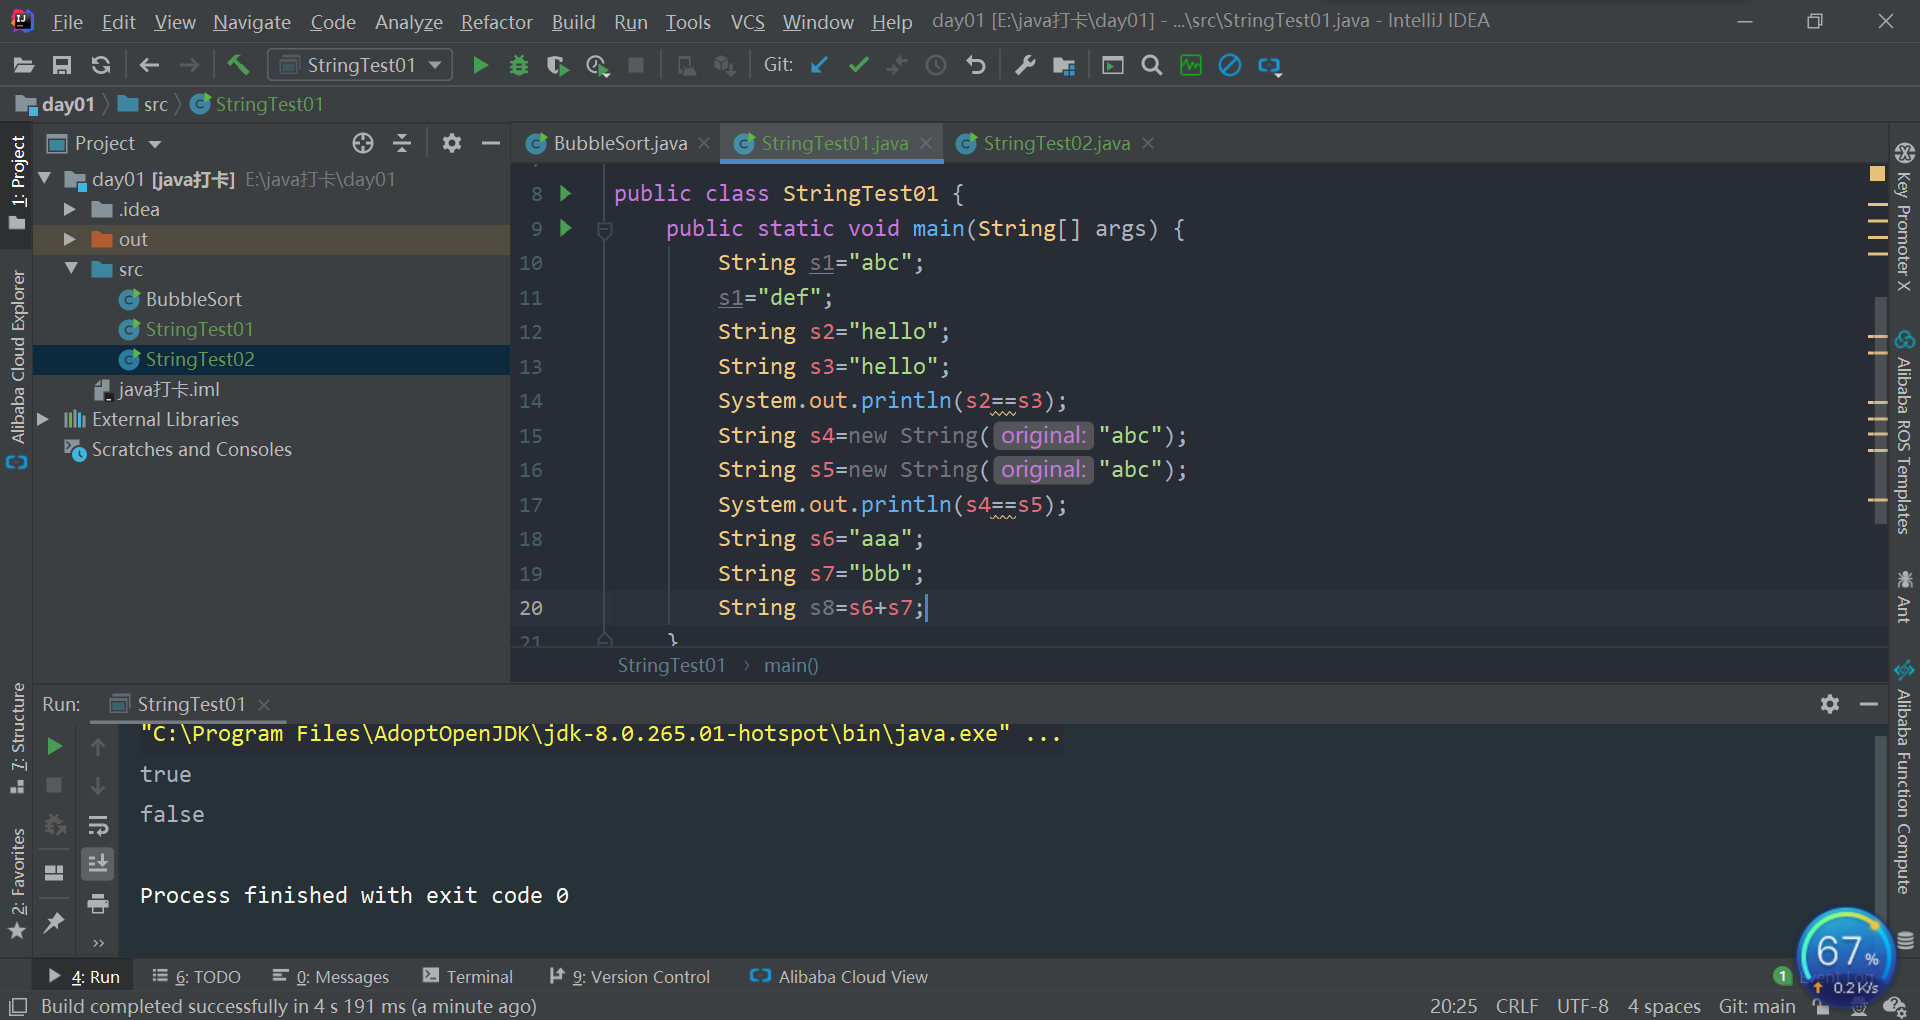 File Edit View Navigate Code Analyze Refactor Build Run Tools VCS Window Help day01 [E:\java打卡\day01] - ...\src\StringTest01.java - IntelliJ IDEA
StringTest01 Git:
day01 src StringTest01
1: Project
Alibaba Cloud Explorer
7: Structure
2: Favorites
Project
day01 [java打卡] E:\java打卡\day01
.idea
out
src
BubbleSort
StringTest01
StringTest02
java打卡.iml
External Libraries
Scratches and Consoles
BubbleSort.java StringTest01.java StringTest02.java
8 public class StringTest01 {
9 public static void main(String[] args) {
10 String s1="abc";
11 s1="def";
12 String s2="hello";
13 String s3="hello";
14 System.out.println(s2==s3);
15 String s4=new String( original: "abc");
16 String s5=new String( original: "abc");
17 System.out.println(s4==s5);
18 String s6="aaa";
19 String s7="bbb";
20 String s8=s6+s7;
21 }
StringTest01 › main()
Key Promoter X
Alibaba ROS Templates
Ant
Alibaba Function Compute
Run: StringTest01
"C:\Program Files\AdoptOpenJDK\jdk-8.0.265.01-hotspot\bin\java.exe" ...
true
false
Process finished with exit code 0
4: Run 6: TODO 0: Messages Terminal 9: Version Control Alibaba Cloud View 1 Event Log
67%
0.2K/s
Build completed successfully in 4 s 191 ms (a minute ago) 20:25 CRLF UTF-8 4 spaces Git: main